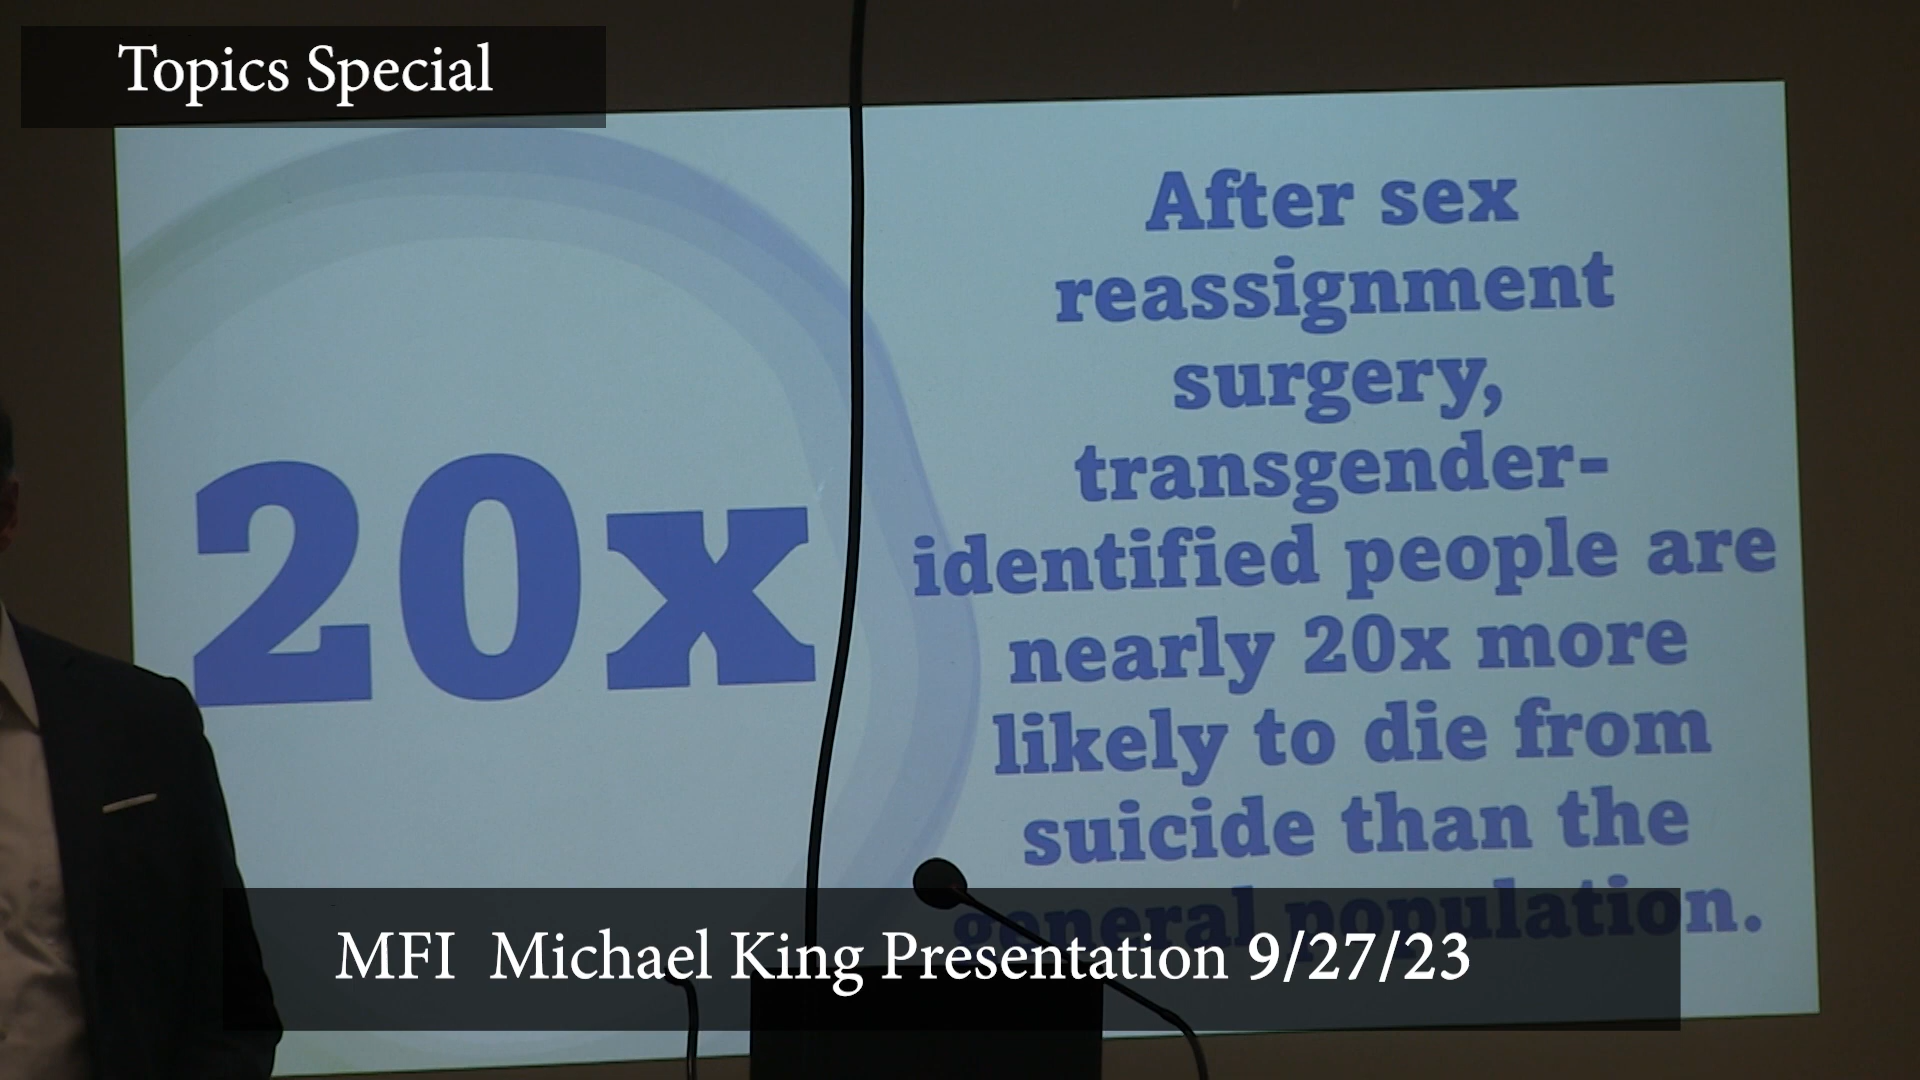 Topics Special
20x
After sex
reassignment
surgery,
transgender-
identified people are
nearly 20x more
likely to die from
suicide than the
general population.
MFI Michael King Presentation 9/27/23